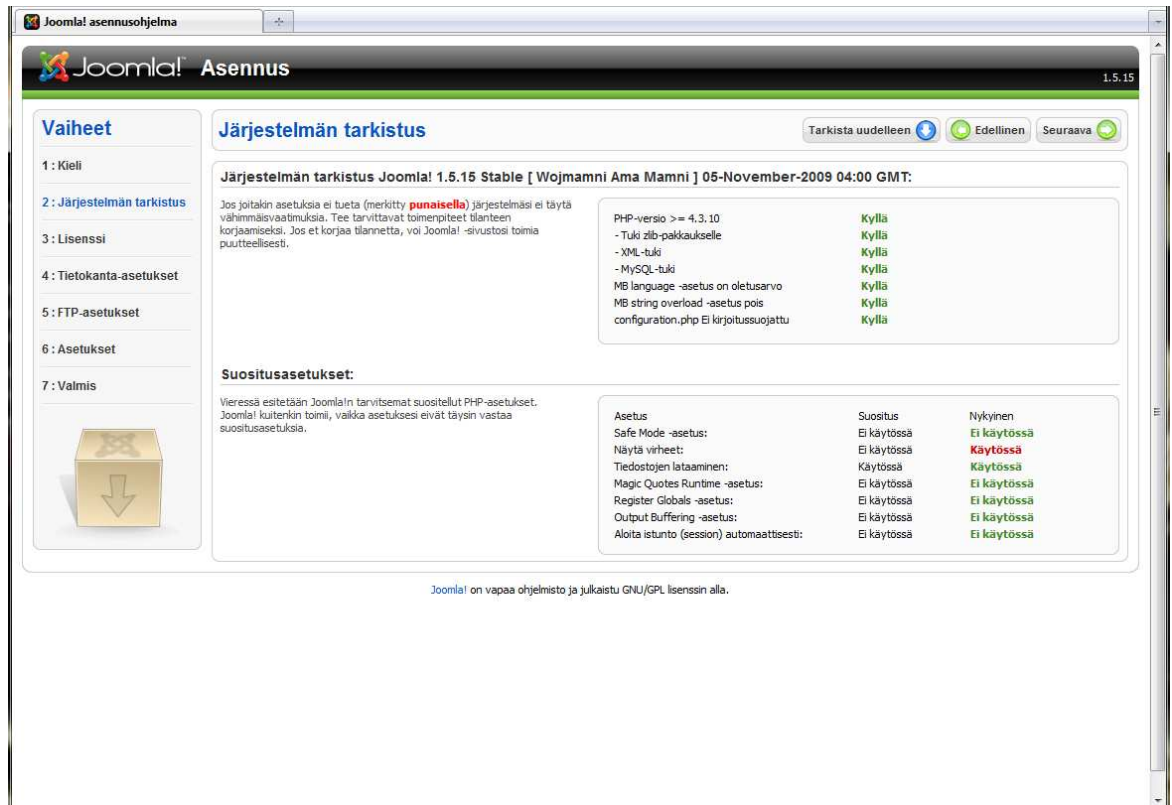 Joomla! asennusohjelma
Joomla! Asennus
1.5.15
Vaiheet
1 : Kieli
2 : Järjestelmän tarkistus
3 : Lisenssi
4 : Tietokanta-asetukset
5 : FTP-asetukset
6 : Asetukset
7 : Valmis
Järjestelmän tarkistus
Tarkista uudelleen Edellinen Seuraava
Järjestelmän tarkistus Joomla! 1.5.15 Stable [ Wojmamni Ama Mamni ] 05-November-2009 04:00 GMT:
Jos joitakin asetuksia ei tueta (merkitty punaisella) järjestelmäsi ei täytä
vähimmäisvaatimuksia. Tee tarvittavat toimenpiteet tilanteen
korjaamiseksi. Jos et korjaa tilannetta, voi Joomla! -sivustosi toimia
puutteellisesti.
PHP-versio >= 4.3.10 Kyllä
- Tuki zlib-pakkaukselle Kyllä
- XML-tuki Kyllä
- MySQL-tuki Kyllä
MB language -asetus on oletusarvo Kyllä
MB string overload -asetus pois Kyllä
configuration.php Ei kirjoitussuojattu Kyllä
Suositusasetukset:
Vieressä esitetään Joomla!n tarvitsemat suositellut PHP-asetukset.
Joomla! kuitenkin toimii, vaikka asetuksesi eivät täysin vastaa
suositusasetuksia.
Asetus Suositus Nykyinen
Safe Mode -asetus: Ei käytössä Ei käytössä
Näytä virheet: Ei käytössä Käytössä
Tiedostojen lataaminen: Käytössä Käytössä
Magic Quotes Runtime -asetus: Ei käytössä Ei käytössä
Register Globals -asetus: Ei käytössä Ei käytössä
Output Buffering -asetus: Ei käytössä Ei käytössä
Aloita istunto (session) automaattisesti: Ei käytössä Ei käytössä
Joomla! on vapaa ohjelmisto ja julkaistu GNU/GPL lisenssin alla.